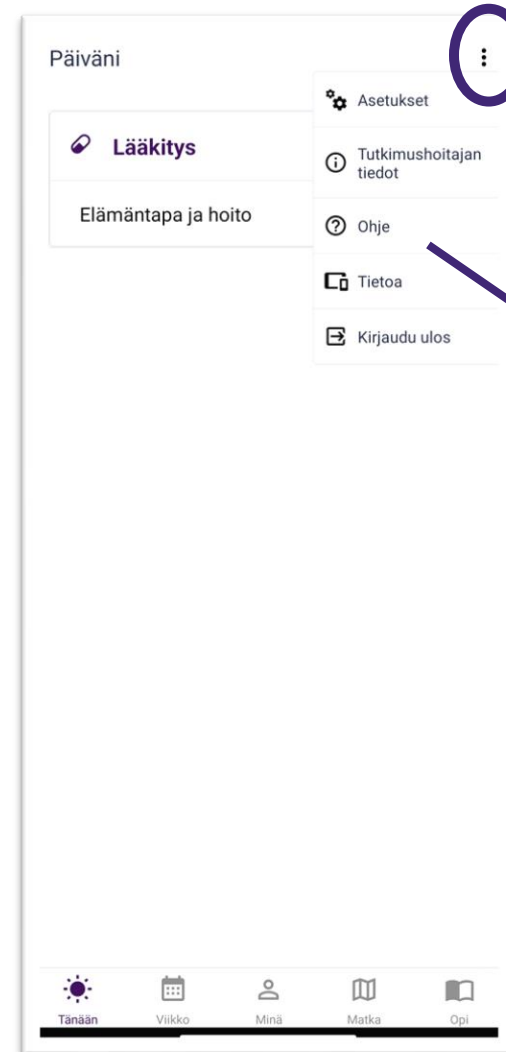 Päiväni
Asetukset
Tutkimushoitajan
tiedot
Ohje
Tietoa
Kirjaudu ulos
Lääkitys
Elämäntapa ja hoito
Tänään
Viikko
Minä
Matka
Opi